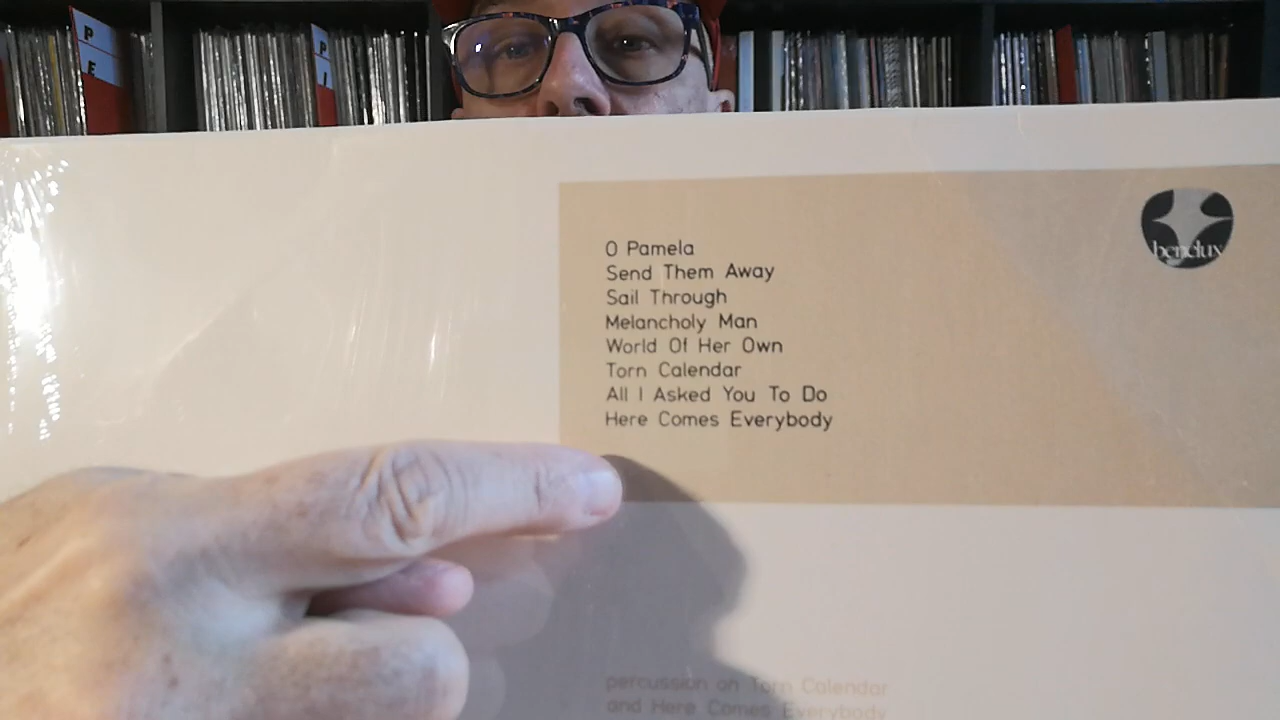 P
E
P
I
O Pamela
Send Them Away
Sail Through
Melancholy Man
World Of Her Own
Torn Calendar
All I Asked You To Do
Here Comes Everybody
benelux
percussion on Torn Calendar
and Here Comes Everybody